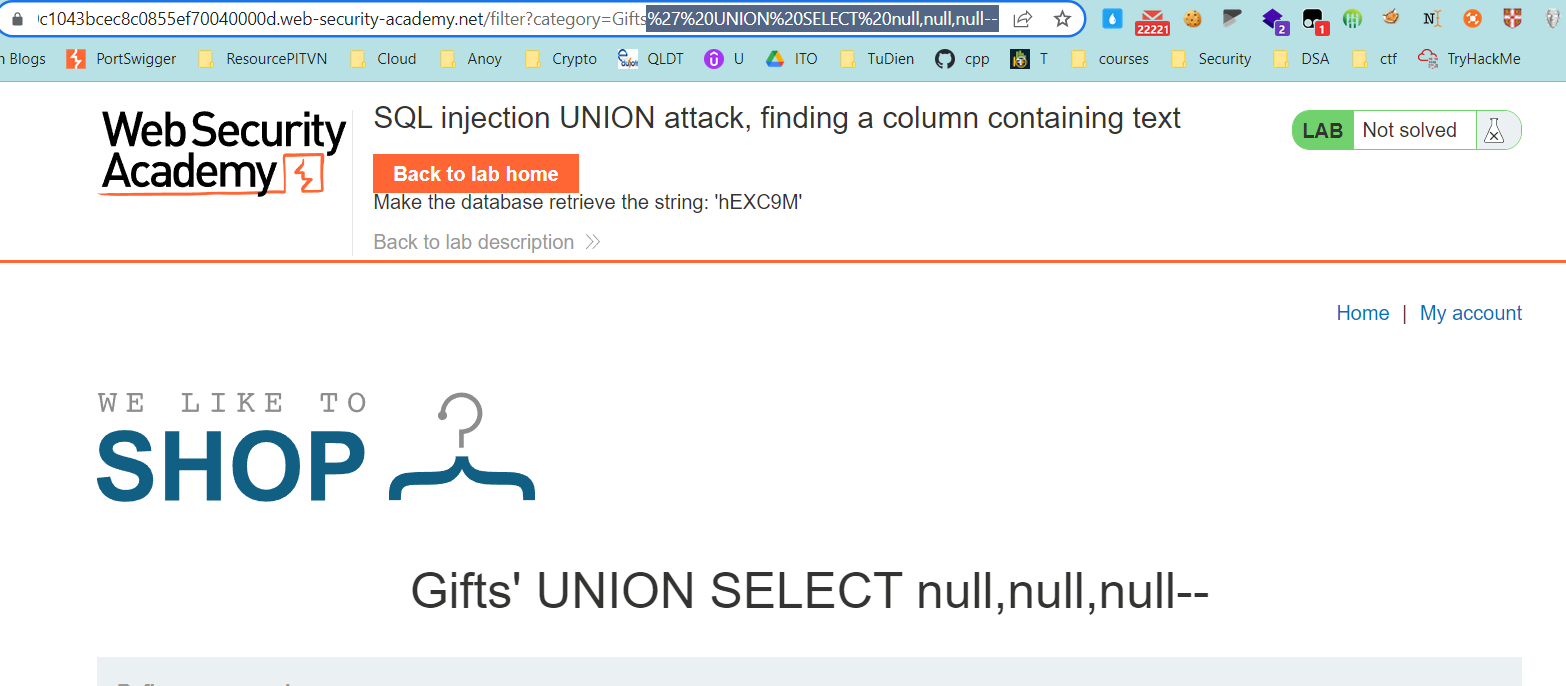 c1043bcec8c0855ef70040000d.web-security-academy.net/filter?category=Gifts%27%20UNION%20SELECT%20null,null,null--
22221
2
1
N
Blogs PortSwigger ResourcePITVN Cloud Anoy Crypto QLDT U ITO TuDien cpp T courses Security DSA ctf TryHackMe
WebSecurity
Academy
SQL injection UNION attack, finding a column containing text
LAB Not solved
Back to lab home
Make the database retrieve the string: 'hEXC9M'
Back to lab description
Home | My account
WE LIKE TO
SHOP
Gifts' UNION SELECT null,null,null--